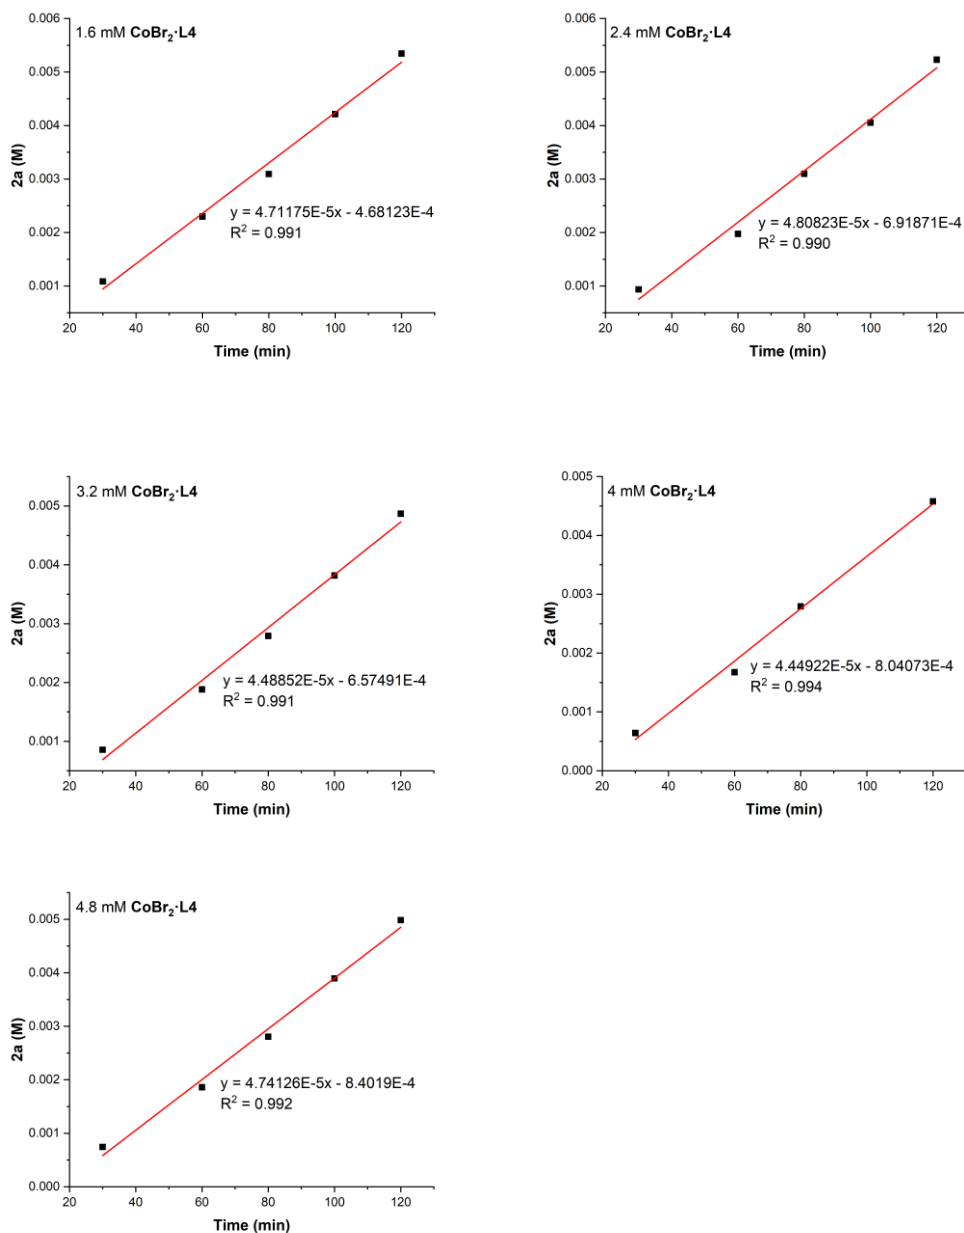 1.6 mM CoBr₂·L4
0.006
0.005
0.004
0.003
0.002
0.001
2a (M)
y = 4.71175E-5x - 4.68123E-4
R² = 0.991
20 40 60 80 100 120
Time (min)
2.4 mM CoBr₂·L4
0.006
0.005
0.004
0.003
0.002
0.001
2a (M)
y = 4.80823E-5x - 6.91871E-4
R² = 0.990
20 40 60 80 100 120
Time (min)
3.2 mM CoBr₂·L4
0.005
0.004
0.003
0.002
0.001
2a (M)
y = 4.48852E-5x - 6.57491E-4
R² = 0.991
20 40 60 80 100 120
Time (min)
4 mM CoBr₂·L4
0.005
0.004
0.003
0.002
0.001
0.000
2a (M)
y = 4.44922E-5x - 8.04073E-4
R² = 0.994
20 40 60 80 100 120
Time (min)
4.8 mM CoBr₂·L4
0.005
0.004
0.003
0.002
0.001
0.000
2a (M)
y = 4.74126E-5x - 8.4019E-4
R² = 0.992
20 40 60 80 100 120
Time (min)